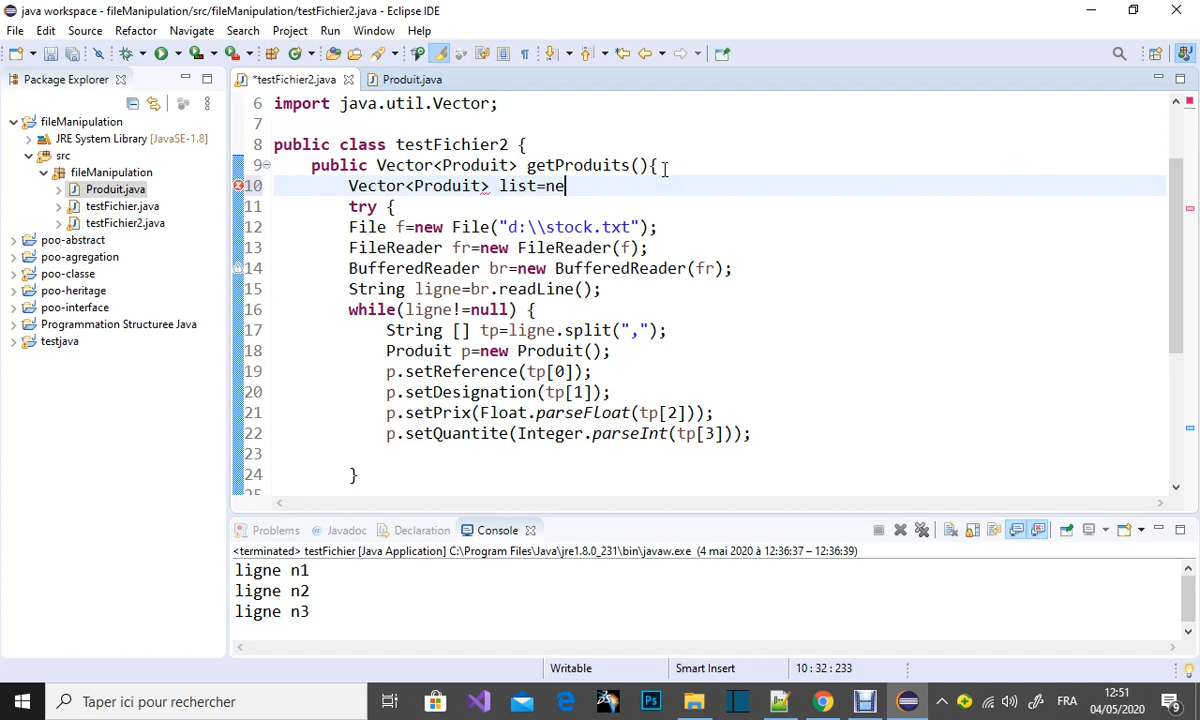 java workspace - fileManipulation/src/fileManipulation/testFichier2.java - Eclipse IDE
File Edit Source Refactor Navigate Search Project Run Window Help
Package Explorer
*testFichier2.java Produit.java
fileManipulation
JRE System Library [JavaSE-1.8]
src
fileManipulation
Produit.java
testFichier.java
testFichier2.java
poo-abstract
poo-agregation
poo-classe
poo-heritage
poo-interface
Programmation Structuree Java
testjava
6 import java.util.Vector;
7
8 public class testFichier2 {
9 public Vector<Produit> getProduits(){
10 Vector<Produit> list=ne
11 try {
12 File f=new File("d:\\stock.txt");
13 FileReader fr=new FileReader(f);
14 BufferedReader br=new BufferedReader(fr);
15 String ligne=br.readLine();
16 while(ligne!=null) {
17 String [] tp=ligne.split(",");
18 Produit p=new Produit();
19 p.setReference(tp[0]);
20 p.setDesignation(tp[1]);
21 p.setPrix(Float.parseFloat(tp[2]));
22 p.setQuantite(Integer.parseInt(tp[3]));
23
24 }
25
Problems Javadoc Declaration Console
<terminated> testFichier [Java Application] C:\Program Files\Java\jre1.8.0_231\bin\javaw.exe (4 mai 2020 à 12:36:37 – 12:36:39)
ligne n1
ligne n2
ligne n3
Writable Smart Insert 10 : 32 : 233
Taper ici pour rechercher
Ps
FRA
12:51
04/05/2020
9